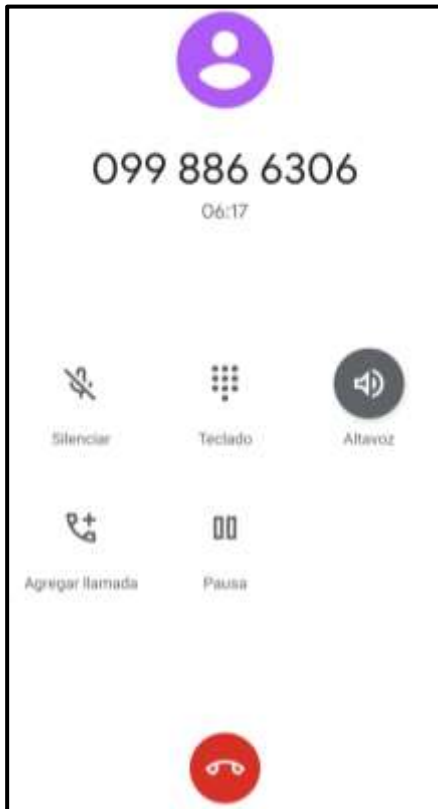 099 886 6306
06:17
Silenciar
Teclado
Altavoz
Agregar llamada
Pausa